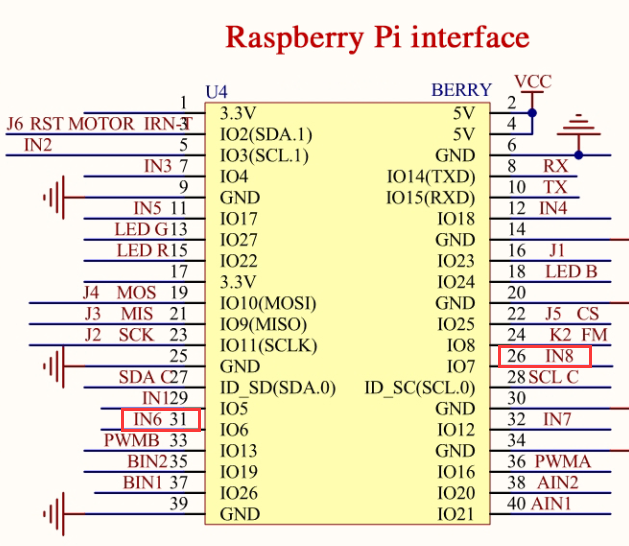 Raspberry Pi interface
U4 BERRY VCC
1 3.3V 5V 2
J6 RST MOTOR IRN-T 3 IO2(SDA.1) 5V 4
IN2 5 IO3(SCL.1) GND 6
IN3 7 IO4 IO14(TXD) 8 RX
9 GND IO15(RXD) 10 TX
IN5 11 IO17 IO18 12 IN4
LED G 13 IO27 GND 14
LED R 15 IO22 IO23 16 J1
17 3.3V IO24 18 LED B
J4 MOS 19 IO10(MOSI) GND 20
J3 MIS 21 IO9(MISO) IO25 22 J5 CS
J2 SCK 23 IO11(SCLK) IO8 24 K2 FM
25 GND IO7 26 IN8
SDA C 27 ID_SD(SDA.0) ID_SC(SCL.0) 28 SCL C
IN1 29 IO5 GND 30
IN6 31 IO6 IO12 32 IN7
PWMB 33 IO13 GND 34
BIN2 35 IO19 IO16 36 PWMA
BIN1 37 IO26 IO20 38 AIN2
39 GND IO21 40 AIN1